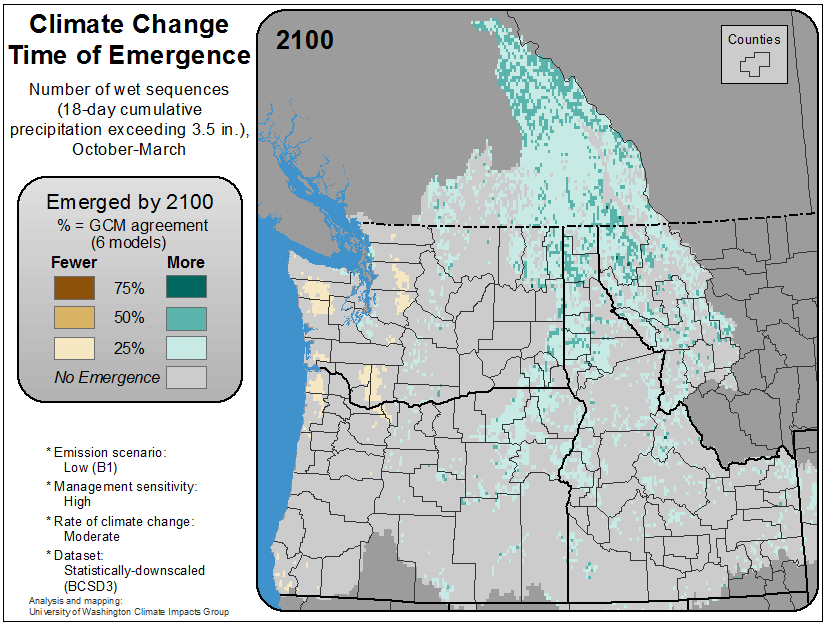 Climate Change
Time of Emergence
Number of wet sequences
(18-day cumulative
precipitation exceeding 3.5 in.),
October-March
Emerged by 2100
% = GCM agreement
(6 models)
Fewer More
75%
50%
25%
No Emergence
* Emission scenario:
Low (B1)
* Management sensitivity:
High
* Rate of climate change:
Moderate
* Dataset:
Statistically-downscaled
(BCSD3)
Analysis and mapping:
University of Washington Climate Impacts Group
2100
Counties